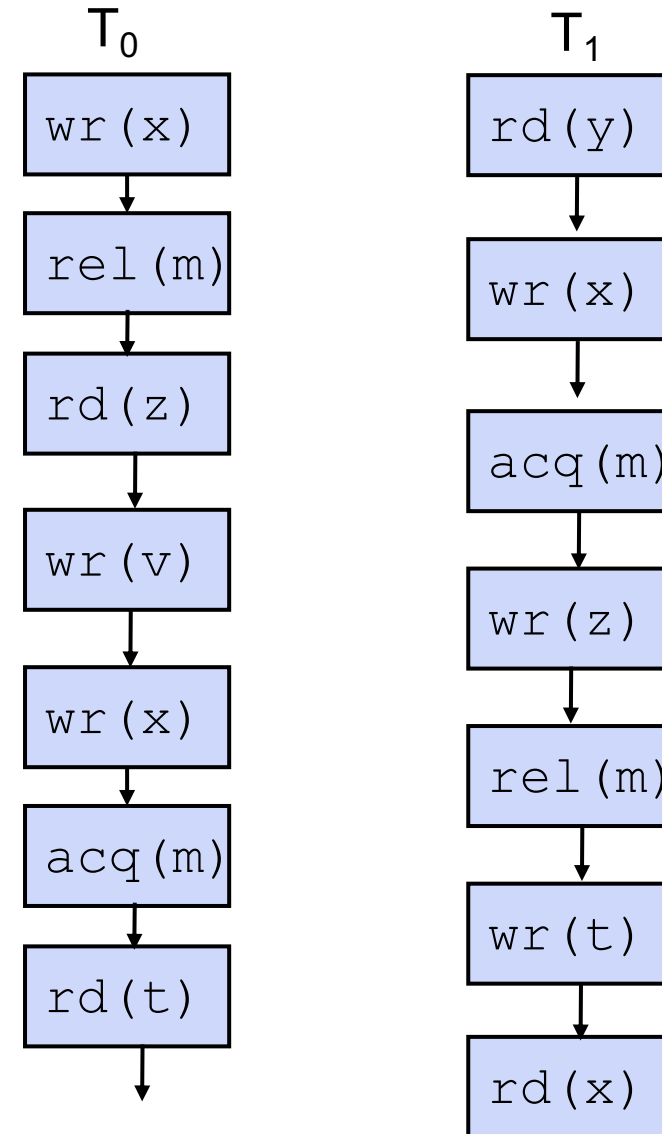 T0
wr(x)
rel(m)
rd(z)
wr(v)
wr(x)
acq(m)
rd(t)
T1
rd(y)
wr(x)
acq(m)
wr(z)
rel(m)
wr(t)
rd(x)